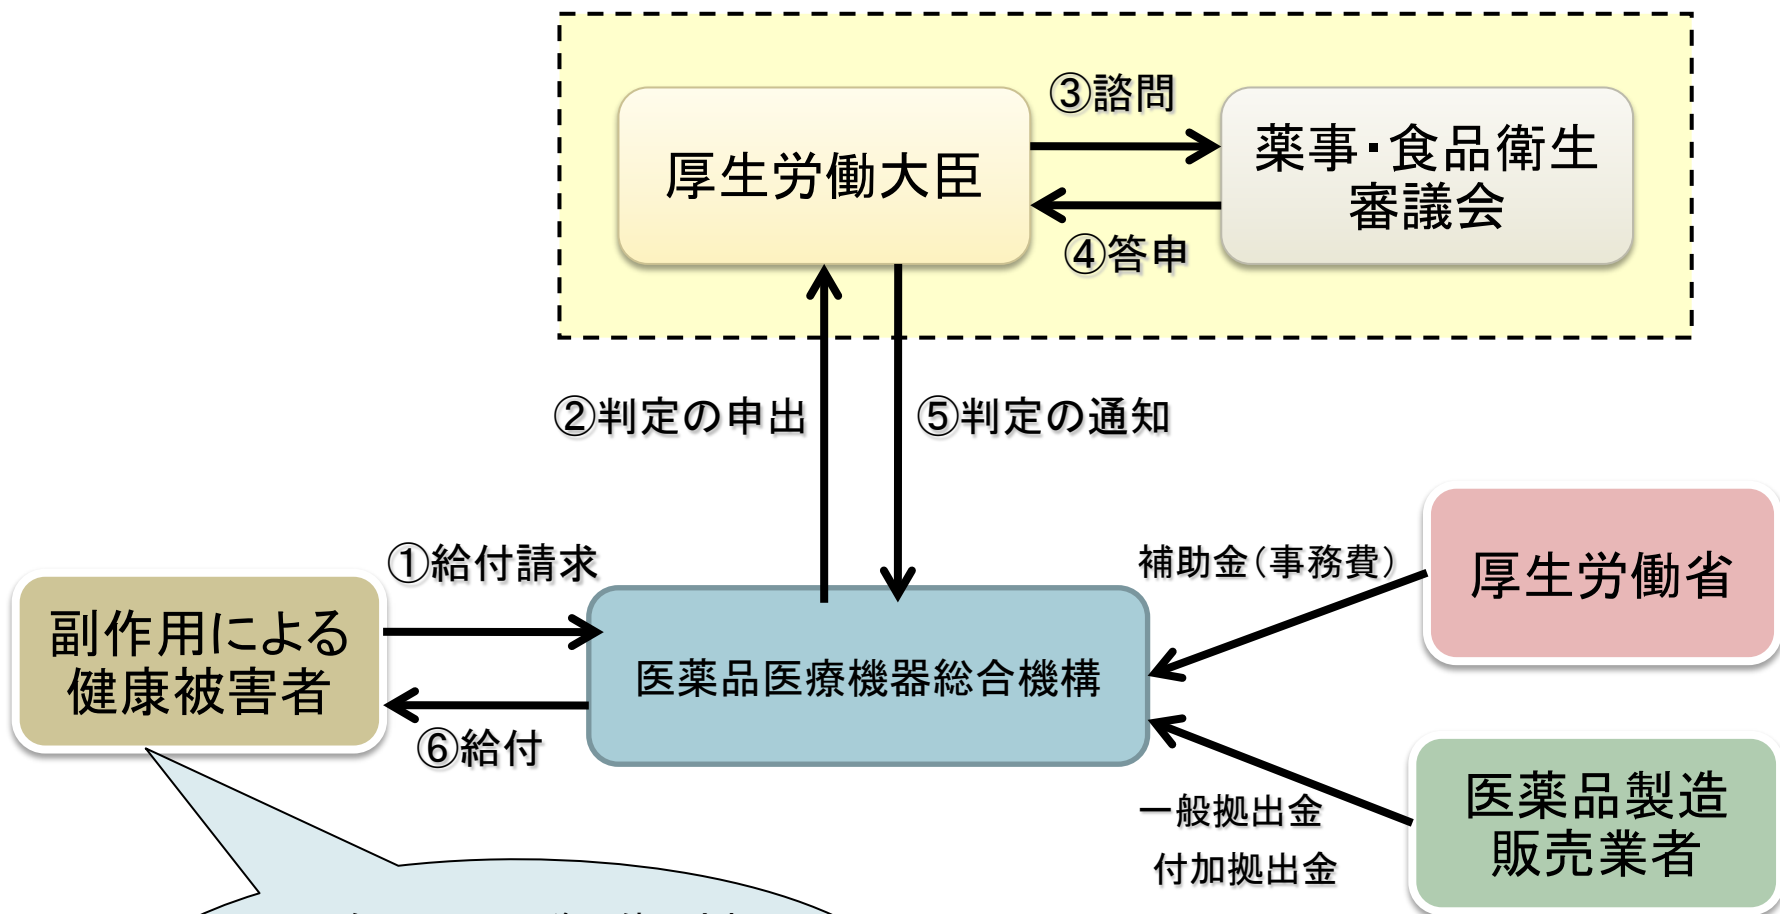 ③諮問
厚生労働大臣
薬事・食品衛生
審議会
④答申
②判定の申出
⑤判定の通知
①給付請求
補助金(事務費)
厚生労働省
副作用による
健康被害者
医薬品医療機器総合機構
⑥給付
一般拠出金
付加拠出金
医薬品製造
販売業者